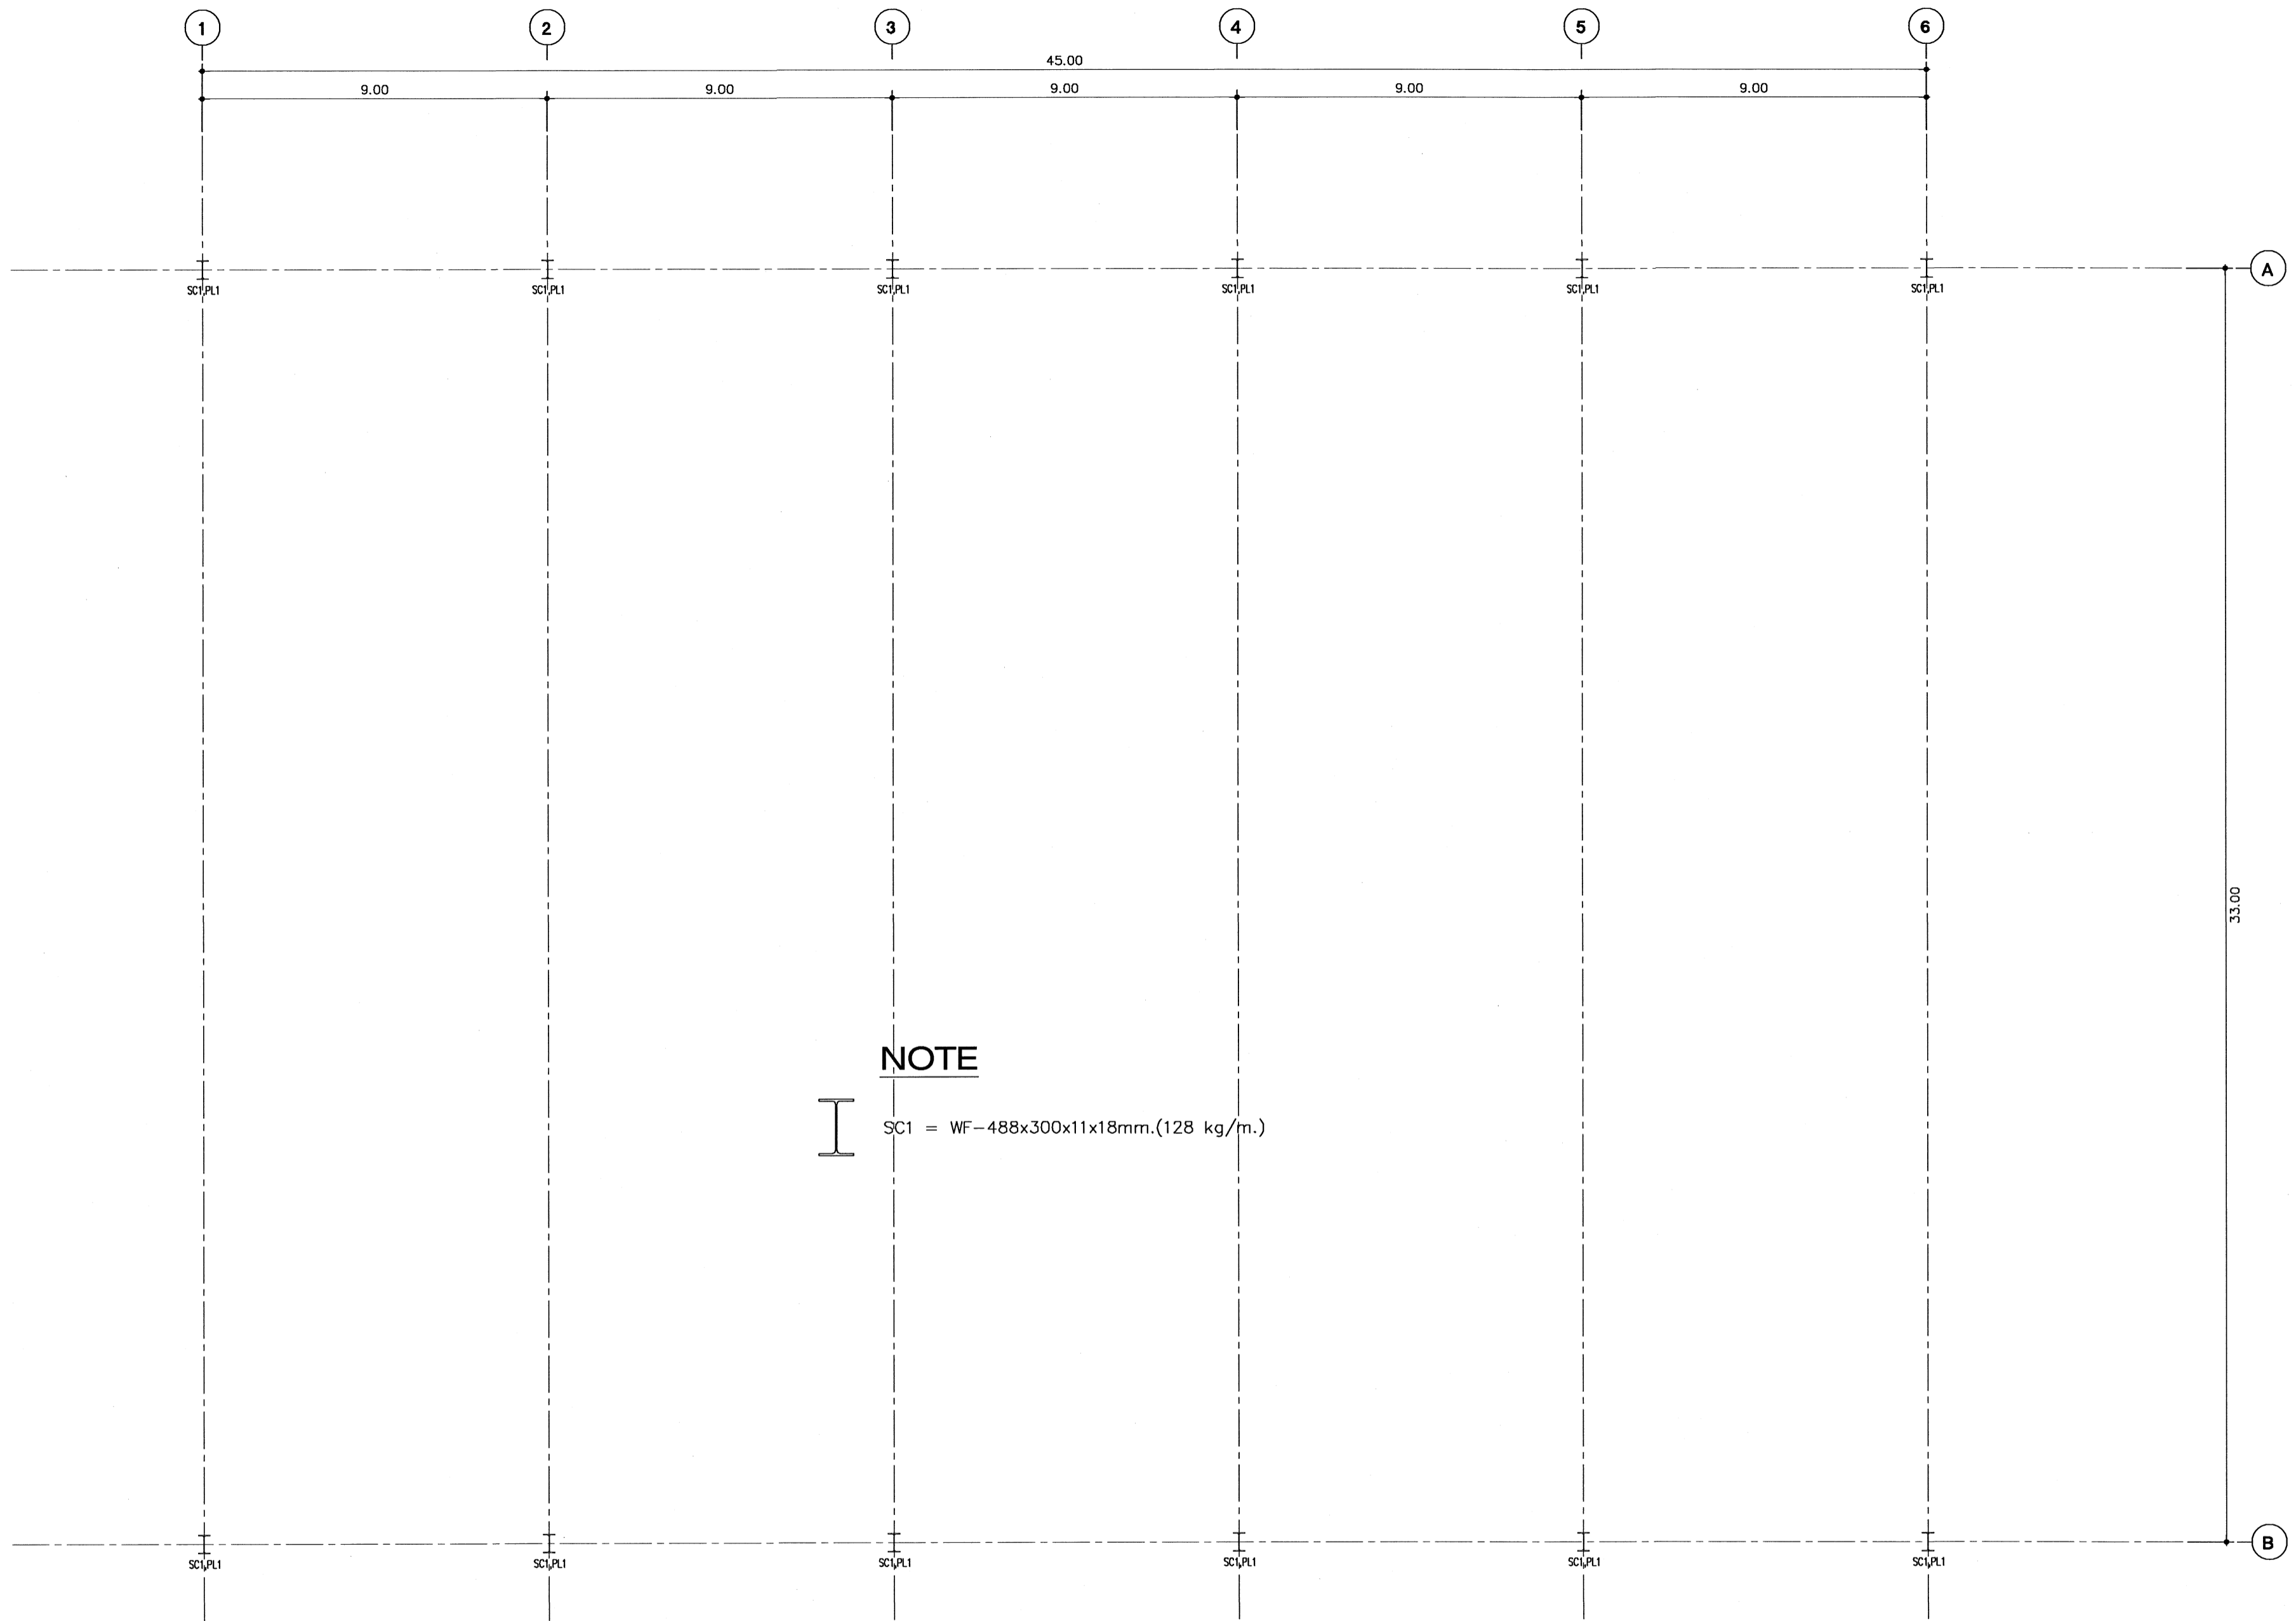 1 2 3 4 5 6
45.00
9.00 9.00 9.00 9.00 9.00
A
SC1,PL1 SC1,PL1 SC1,PL1 SC1,PL1 SC1,PL1 SC1,PL1
33.00
NOTE
SC1 = WF-488x300x11x18mm.(128 kg/m.)
B
SC1,PL1 SC1,PL1 SC1,PL1 SC1,PL1 SC1,PL1 SC1,PL1